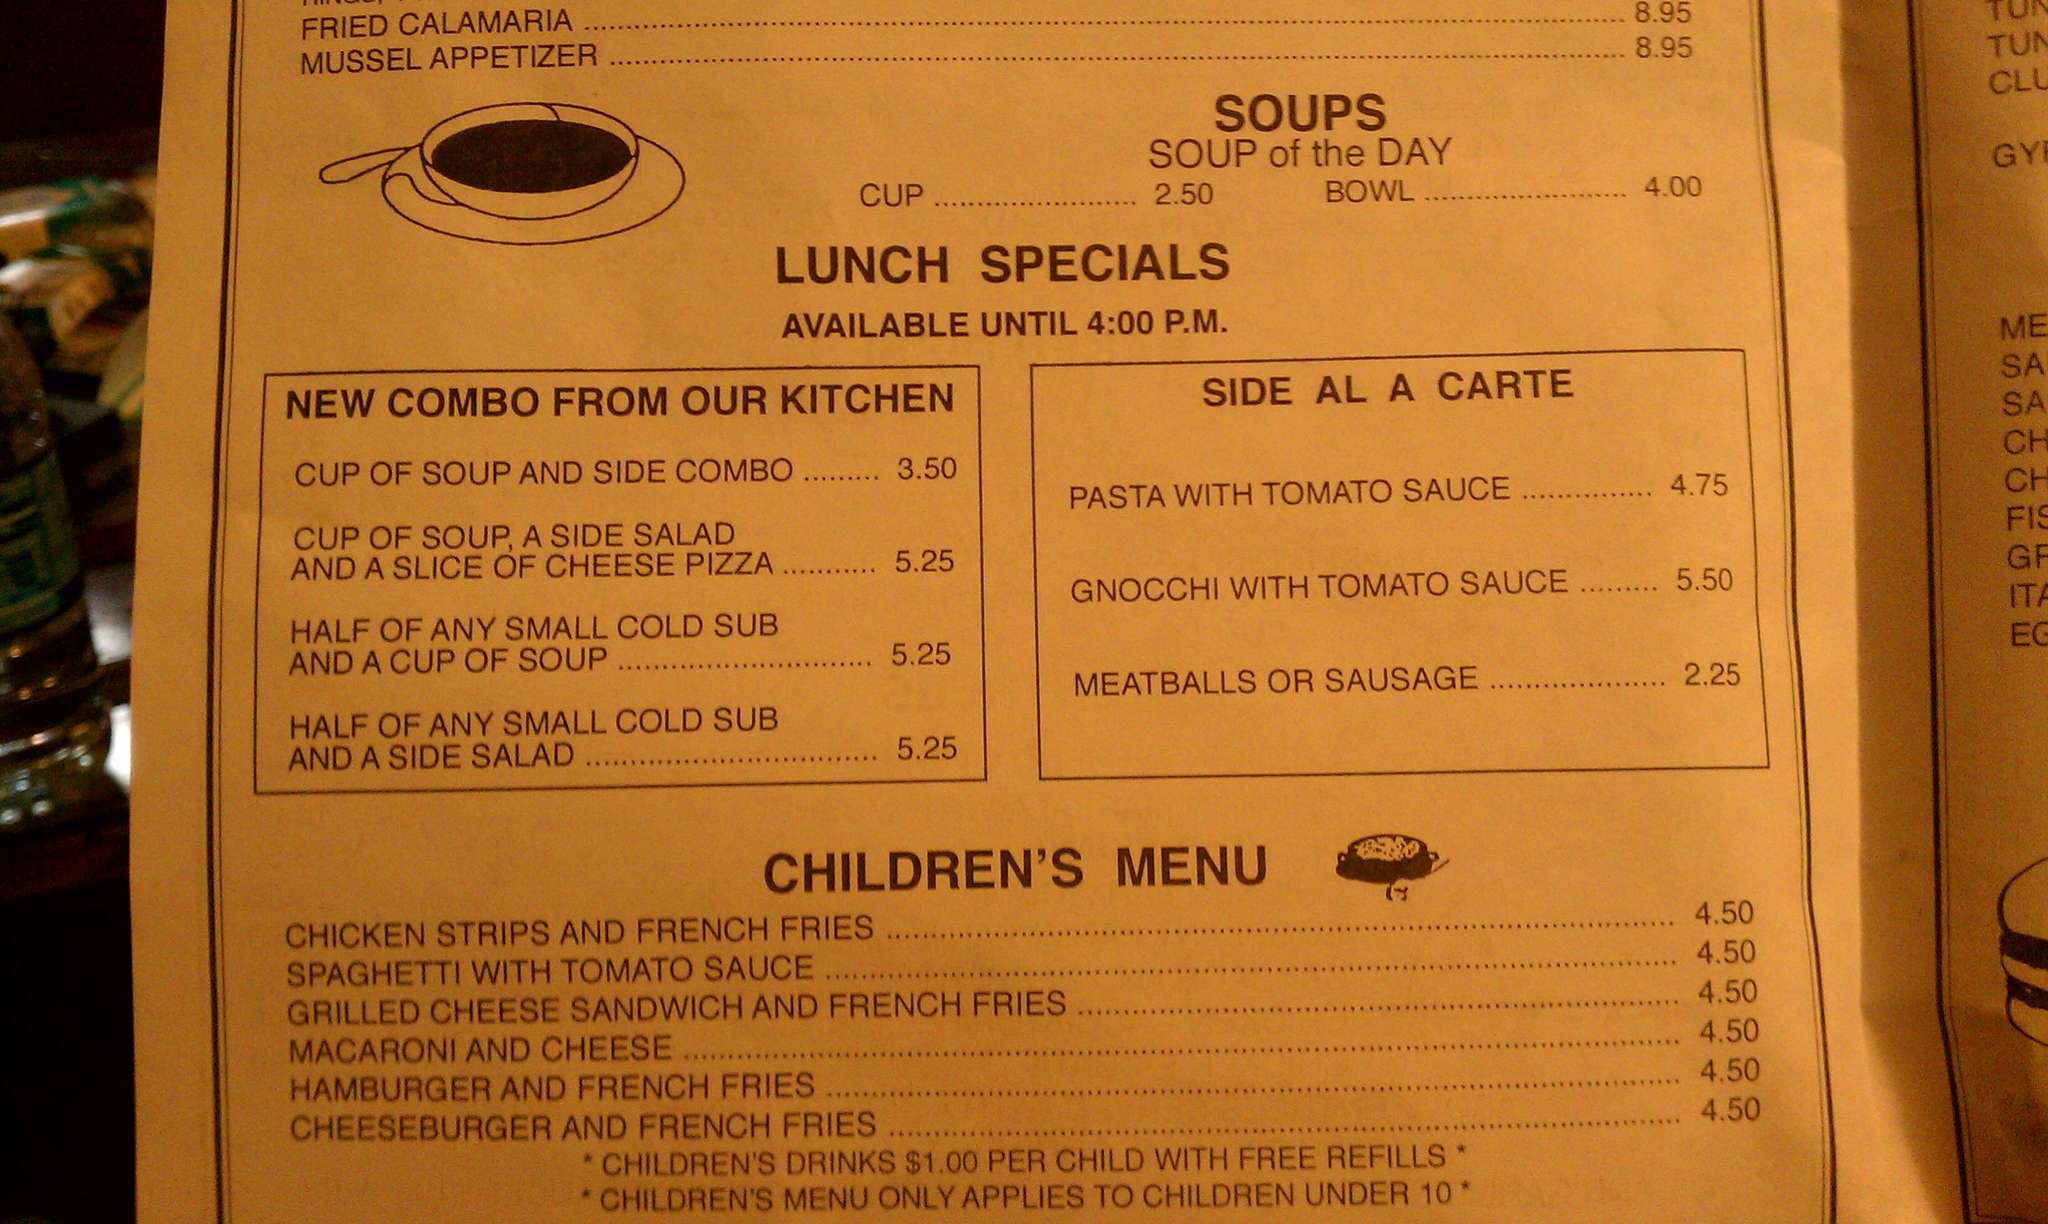 FRIED CALAMARIA ........ 8.95
MUSSEL APPETIZER ........ 8.95
SOUPS
SOUP of the DAY
CUP ........ 2.50 BOWL ........ 4.00
LUNCH SPECIALS
AVAILABLE UNTIL 4:00 P.M.
NEW COMBO FROM OUR KITCHEN
CUP OF SOUP AND SIDE COMBO ......... 3.50
CUP OF SOUP, A SIDE SALAD
AND A SLICE OF CHEESE PIZZA ........... 5.25
HALF OF ANY SMALL COLD SUB
AND A CUP OF SOUP ........ 5.25
HALF OF ANY SMALL COLD SUB
AND A SIDE SALAD ........ 5.25
SIDE AL A CARTE
PASTA WITH TOMATO SAUCE ............... 4.75
GNOCCHI WITH TOMATO SAUCE ......... 5.50
MEATBALLS OR SAUSAGE .................... 2.25
CHILDREN'S MENU
CHICKEN STRIPS AND FRENCH FRIES ........ 4.50
SPAGHETTI WITH TOMATO SAUCE ........ 4.50
GRILLED CHEESE SANDWICH AND FRENCH FRIES ........ 4.50
MACARONI AND CHEESE ........ 4.50
HAMBURGER AND FRENCH FRIES ........ 4.50
CHEESEBURGER AND FRENCH FRIES ........ 4.50
* CHILDREN'S DRINKS $1.00 PER CHILD WITH FREE REFILLS *
* CHILDREN'S MENU ONLY APPLIES TO CHILDREN UNDER 10 *